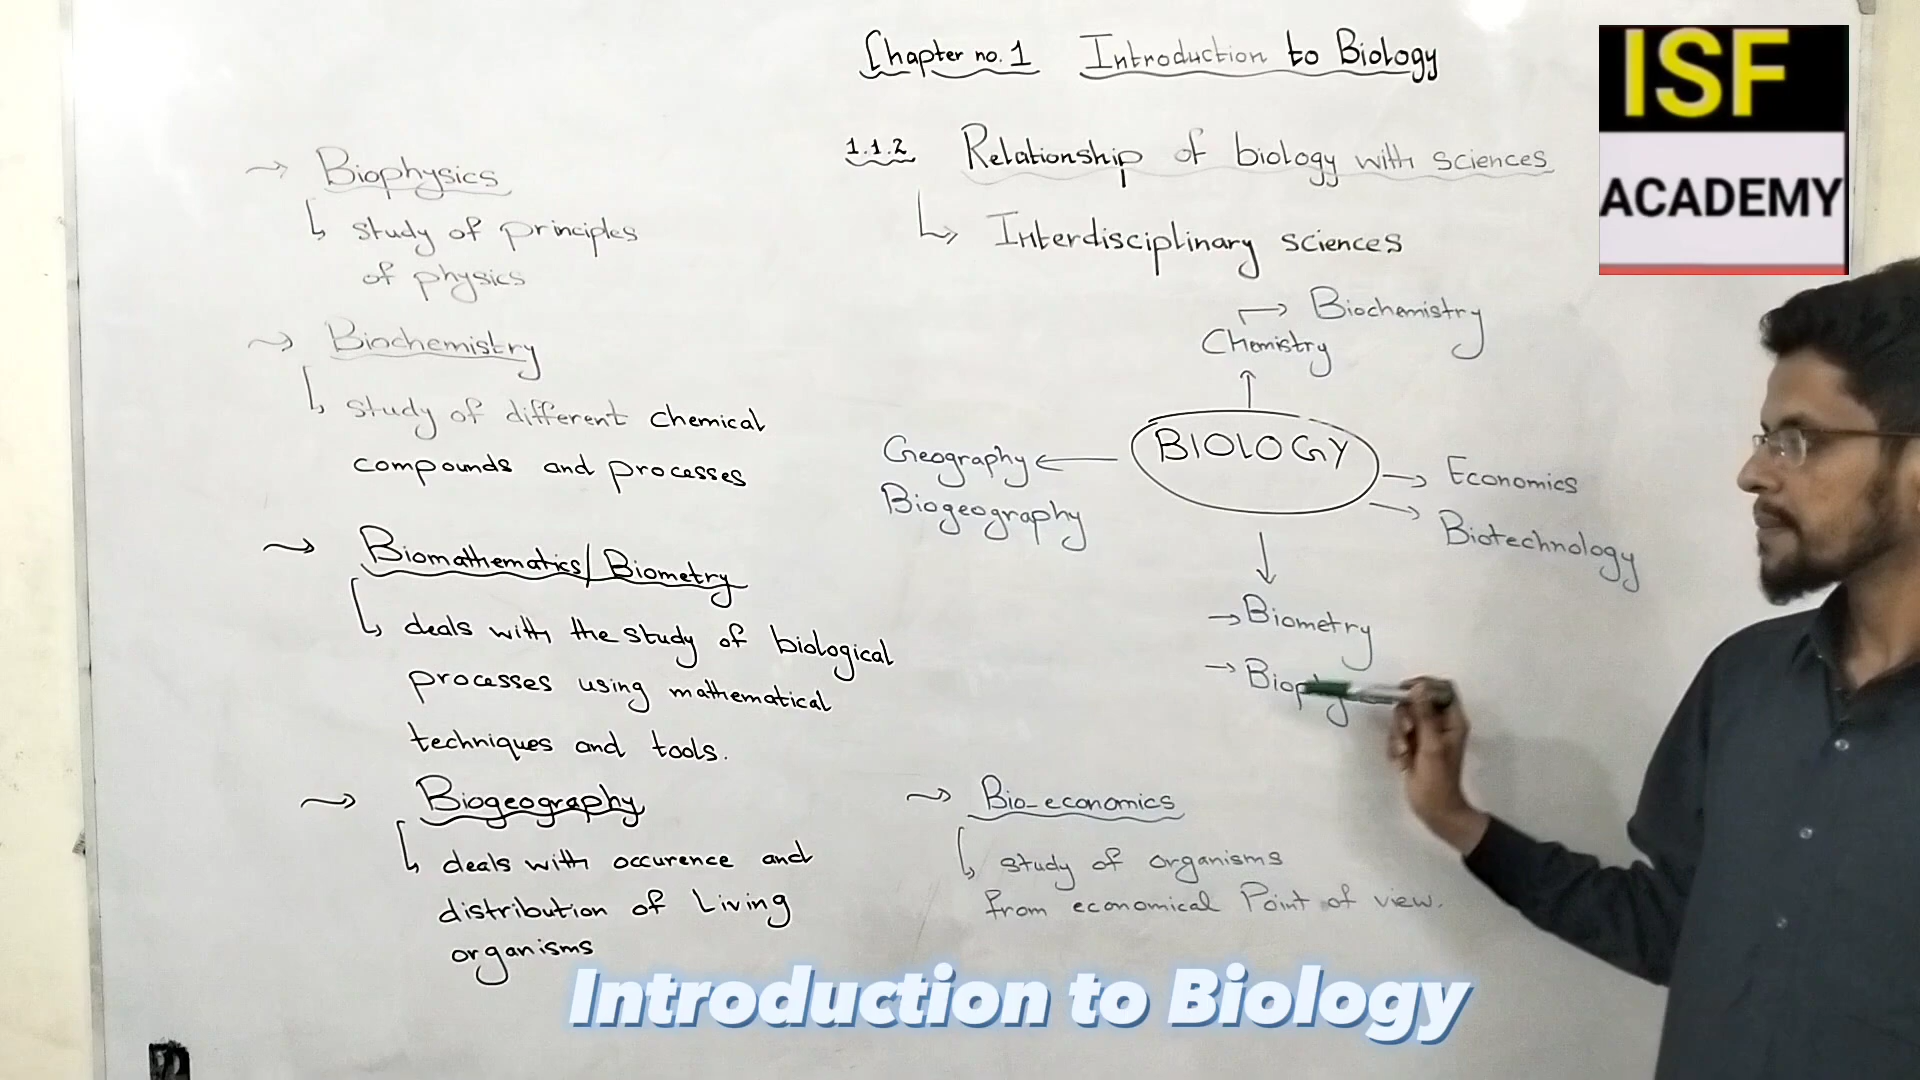 Chapter no. 1 Introduction to Biology
1.1.2 Relationship of biology with sciences
Interdisciplinary sciences
Biochemistry
Chemistry
BIOLOGY
Geography
Biogeography
Economics
Biotechnology
Biometry
Biophysics
study of principles
of physics
Biochemistry
study of different chemical
compounds and processes
Biomathematics/Biometry
deals with the study of biological
processes using mathematical
techniques and tools.
Biogeography
deals with occurence and
distribution of Living
organisms
Bio-economics
study of organisms
from economical Point of view.
ISF
ACADEMY
Introduction to Biology